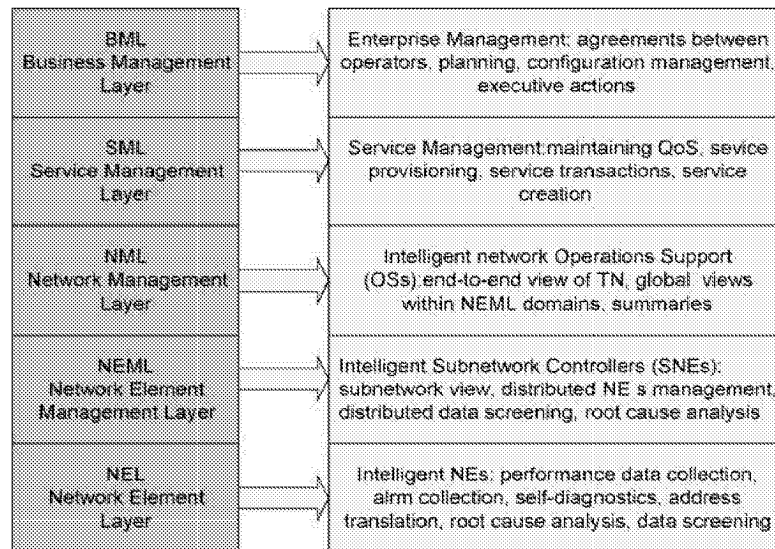 BML
Business Management
Layer
Enterprise Management: agreements between
operators, planning, configuration management,
executive actions
SML
Service Management
Layer
Service Management:maintaining QoS, sevice
provisioning, service transactions, service
creation
NML
Network Management
Layer
Intelligent network Operations Support
(OSs):end-to-end view of TN, global views
within NEML domains, summaries
NEML
Network Element
Management Layer
Intelligent Subnetwork Controllers (SNEs):
subnetwork view, distributed NE s management,
distributed data screening, root cause analysis
NEL
Network Element
Layer
Intelligent NEs: performance data collection,
alrm collection, self-diagnostics, address
translation, root cause analysis, data screening